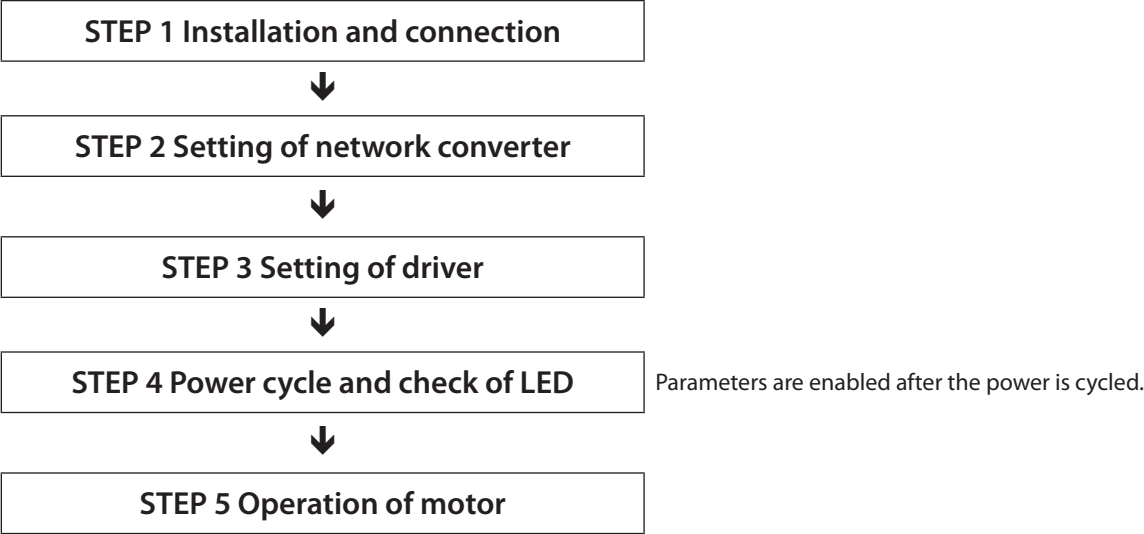 STEP 1 Installation and connection
STEP 2 Setting of network converter
STEP 3 Setting of driver
STEP 4 Power cycle and check of LED
Parameters are enabled after the power is cycled.
STEP 5 Operation of motor